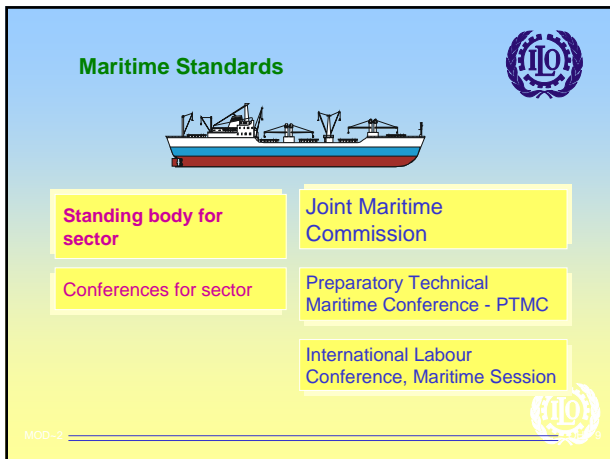 Maritime Standards
ILO
Standing body for
sector
Joint Maritime
Commission
Conferences for sector
Preparatory Technical
Maritime Conference - PTMC
International Labour
Conference, Maritime Session
ILO